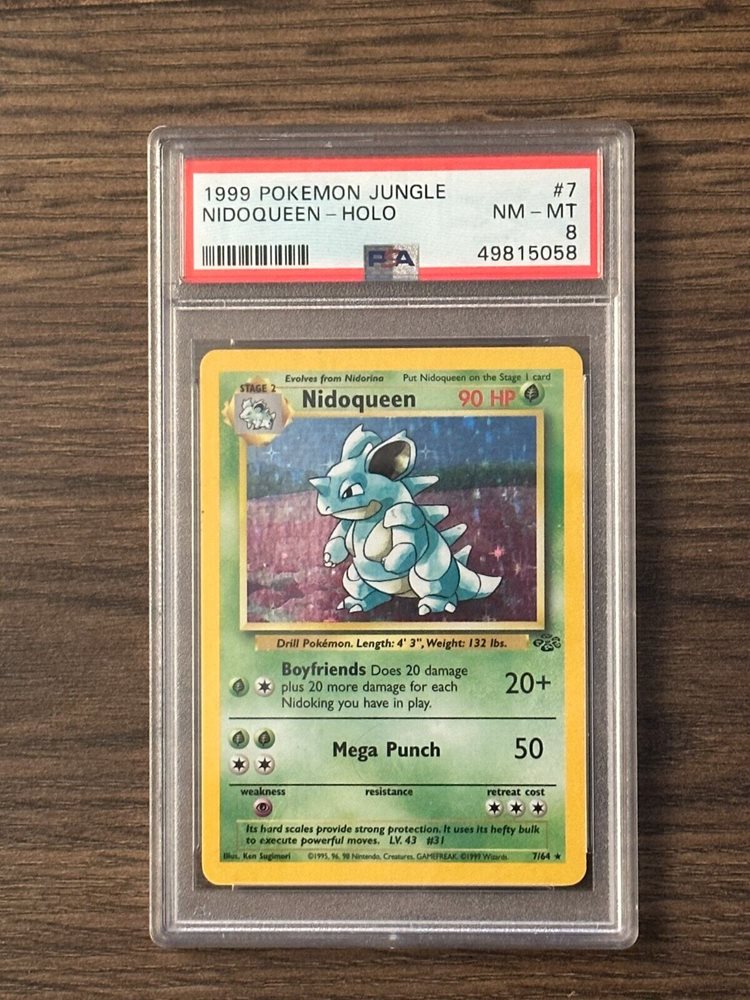 1999 POKEMON JUNGLE #7
NIDOQUEEN - HOLO NM - MT
8
PSA 49815058
Evolves from Nidorina Put Nidoqueen on the Stage 1 card
STAGE 2
Nidoqueen 90 HP
Drill Pokémon. Length: 4' 3", Weight: 132 lbs.
Boyfriends Does 20 damage
plus 20 more damage for each
Nidoking you have in play.
20+
Mega Punch 50
weakness resistance retreat cost
Its hard scales provide strong protection. It uses its hefty bulk
to execute powerful moves. LV. 43 #31
Illus. Ken Sugimori ©1995, 96, 98 Nintendo, Creatures, GAMEFREAK. ©1999 Wizards. 7/64 ★